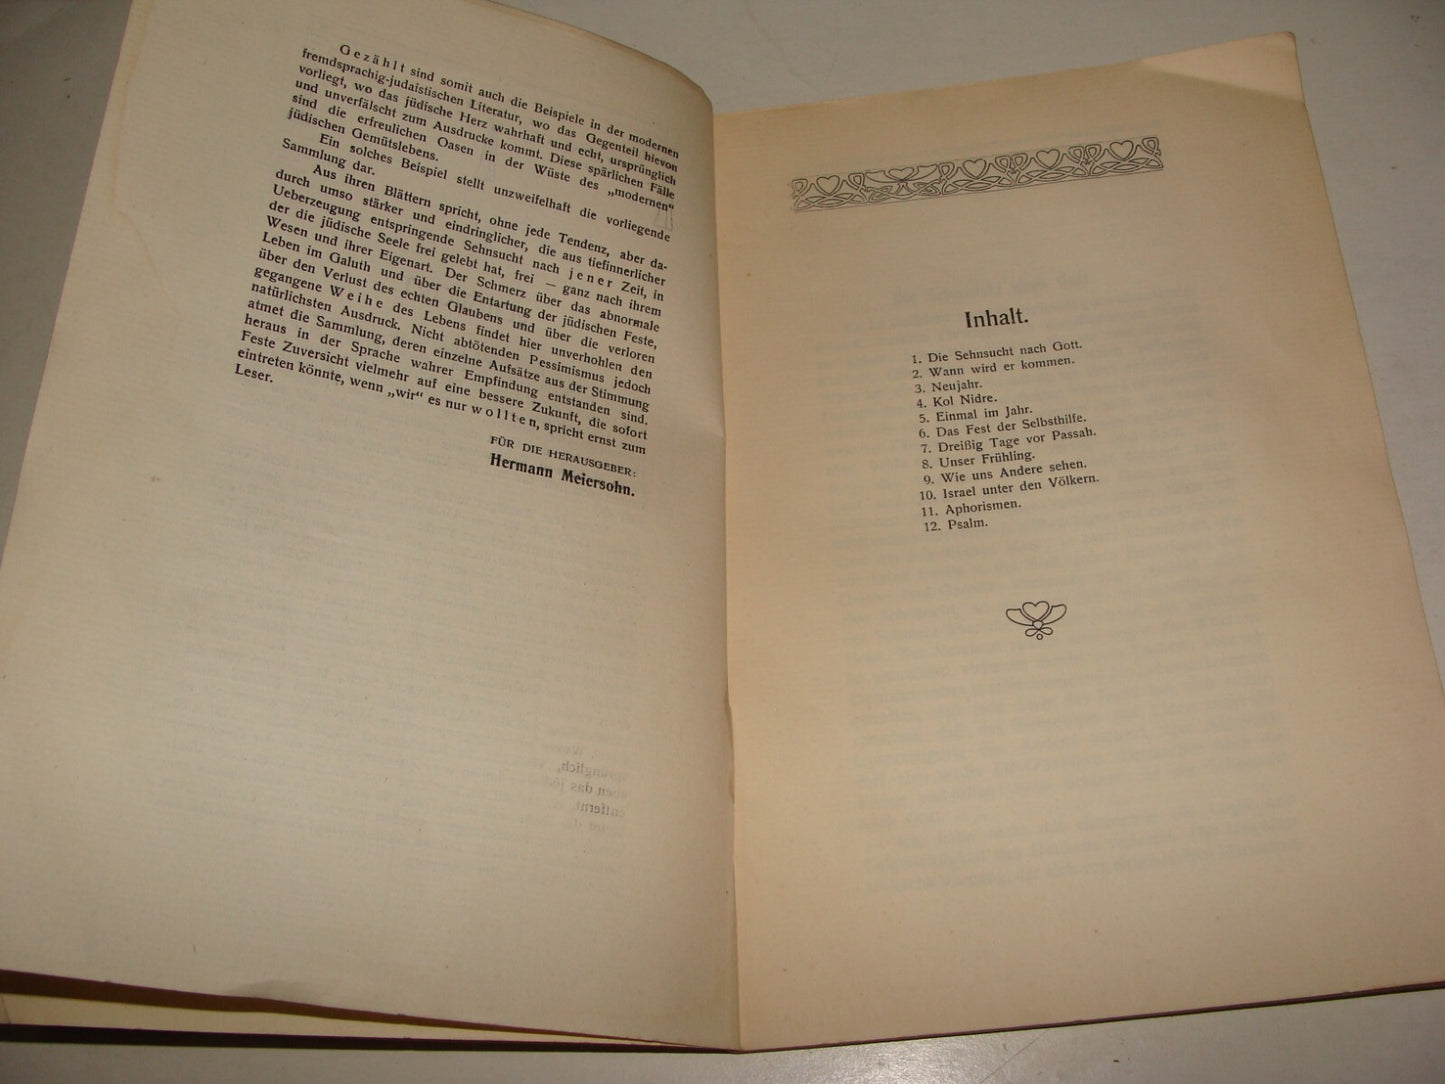 Gezählt sind somit auch die Beispiele in der modernen
fremdsprachig-judaistischen Literatur, wo das Gegenteil hievon
vorliegt, wo das jüdische Herz wahrhaft und echt, ursprünglich
und unverfälscht zum Ausdrucke kommt. Diese spärlichen Fälle
sind die erfreulichen Oasen in der Wüste des „modernen“
jüdischen Gemütslebens.
Ein solches Beispiel stellt unzweifelhaft die vorliegende
Sammlung dar.
Aus ihren Blättern spricht, ohne jede Tendenz, aber da-
durch umso stärker und eindringlicher, die aus tiefinnerlicher
Ueberzeugung entspringende Sehnsucht nach jener Zeit, in
der die jüdische Seele frei gelebt hat, frei — ganz nach ihrem
Wesen und ihrer Eigenart. Der Schmerz über das abnormale
Leben im Galuth und über die Entartung der jüdischen Feste,
über den Verlust des echten Glaubens und über die verloren
gegangene Weihe des Lebens findet hier unverhohlen den
natürlichsten Ausdruck. Nicht abtötenden Pessimismus jedoch
atmet die Sammlung, deren einzelne Aufsätze aus der Stimmung
heraus in der Sprache wahrer Empfindung entstanden sind.
Feste Zuversicht vielmehr auf eine bessere Zukunft, die sofort
eintreten könnte, wenn „wir“ es nur wollten, spricht ernst zum
Leser.
FÜR DIE HERAUSGEBER:
Hermann Meiersohn.
Inhalt.
1. Die Sehnsucht nach Gott.
2. Wann wird er kommen.
3. Neujahr.
4. Kol Nidre.
5. Einmal im Jahr.
6. Das Fest der Selbsthilfe.
7. Dreißig Tage vor Passah.
8. Unser Frühling.
9. Wie uns Andere sehen.
10. Israel unter den Völkern.
11. Aphorismen.
12. Psalm.